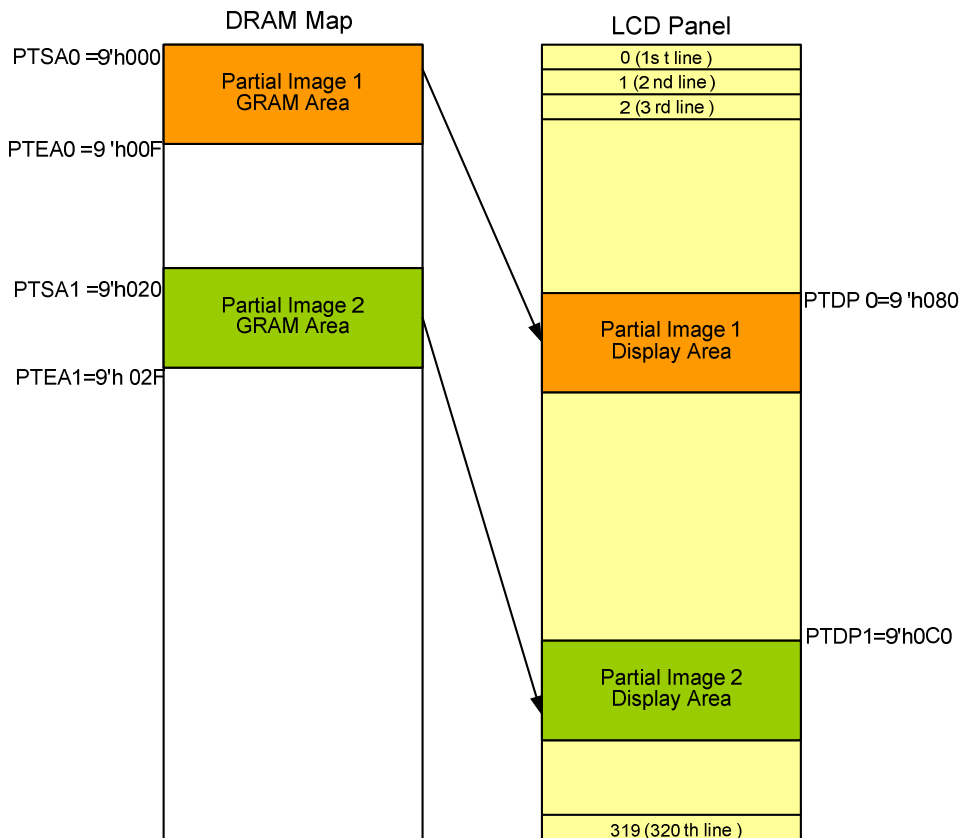 DRAM Map
LCD Panel
PTSA0 =9'h000
Partial Image 1
GRAM Area
PTEA0 =9 'h00F
PTSA1 =9'h020
Partial Image 2
GRAM Area
PTEA1=9'h 02F
0 (1s t line )
1 (2 nd line )
2 (3 rd line )
PTDP 0=9 'h080
Partial Image 1
Display Area
PTDP1=9'h0C0
Partial Image 2
Display Area
319 (320 th line )